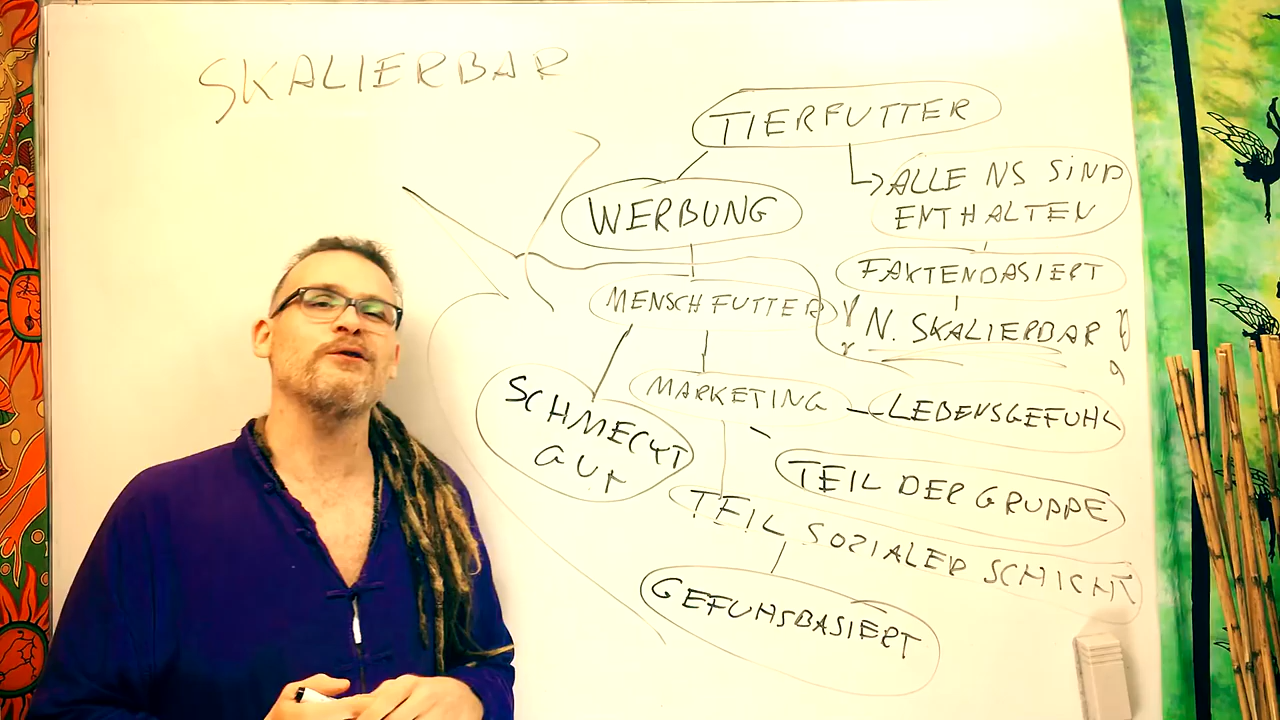 SKALIERBAR
TIERFUTTER
ALLE NS SIND
ENTHALTEN
WERBUNG
FAKTENBASIERT
MENSCHFUTTER
N. SKALIERBAR
SCHMECKT
GUT
MARKETING
LEBENSGEFUHL
TEIL DER GRUPPE
TEIL SOZIALER SCHICHT
GEFUHSBASIERT